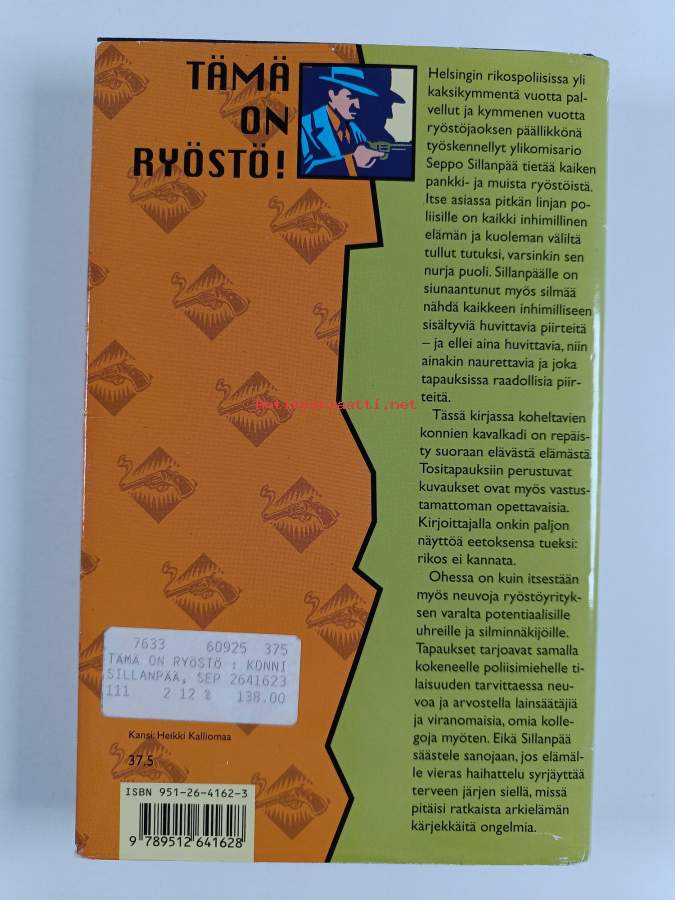 TÄMÄ
ON
RYÖSTÖ!
Helsingin rikospoliisissa yli
kaksikymmentä vuotta pal-
vellut ja kymmenen vuotta
ryöstöjaoksen päällikkönä
työskennellyt ylikomisario
Seppo Sillanpää tietää kaiken
pankki- ja muista ryöstöistä.
Itse asiassa pitkän linjan po-
liisille on kaikki inhimillinen
elämän ja kuoleman väliltä
tullut tutuksi, varsinkin sen
nurja puoli. Sillanpäälle on
siunaantunut myös silmää
nähdä kaikkeen inhimilliseen
sisältyviä huvittavia piirteitä
– ja ellei aina huvittavia, niin
ainakin naurettavia ja joka
tapauksissa raadollisia piir-
teitä.
Tässä kirjassa koheltavien
konnien kavalkadi on repäis-
ty suoraan elävästä elämästä.
Tositapauksiin perustuvat
kuvaukset ovat myös vastus-
tamattoman opettavaisia.
Kirjoittajalla onkin paljon
näyttöä eetoksensa tueksi:
rikos ei kannata.
Ohessa on kuin itsestään
myös neuvoja ryöstöyrityk-
sen varalta potentiaalisille
uhreille ja silminnäkijöille.
Tapaukset tarjoavat samalla
kokeneelle poliisimiehelle ti-
laisuuden tarvittaessa neu-
voa ja arvostella lainsäätäjiä
ja viranomaisia, omia kolle-
goja myöten. Eikä Sillanpää
säästele sanojaan, jos elämäl-
le vieras haihattelu syrjäyttää
terveen järjen siellä, missä
pitäisi ratkaista arkielämän
kärjekkäitä ongelmia.
Antikvariaatti.net
7633 60925 375
TÄMÄ ON RYÖSTÖ : KONNI
SILLANPÄÄ, SEP 2641623
111 2 12 % 138.00
Kansi: Heikki Kalliomaa
37.5
ISBN 951-26-4162-3
9 789512 641628